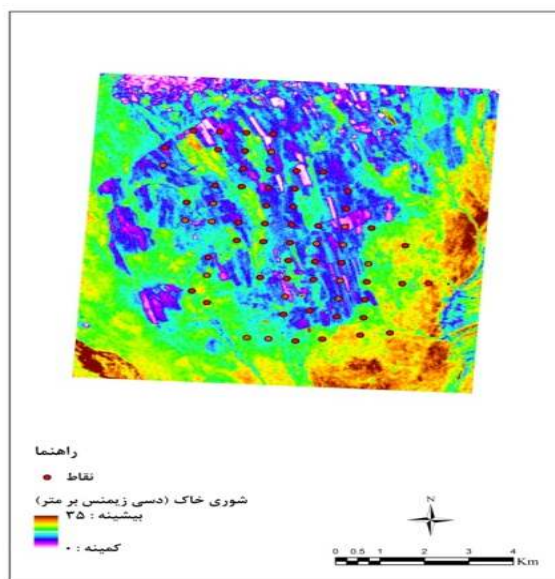 راهنما
نقاط
شوری خاک (دسی زیمنس بر متر)
بیشینه : ۳۵
کمینه : ۰
N
0 0.5 1 2 3 4
Km